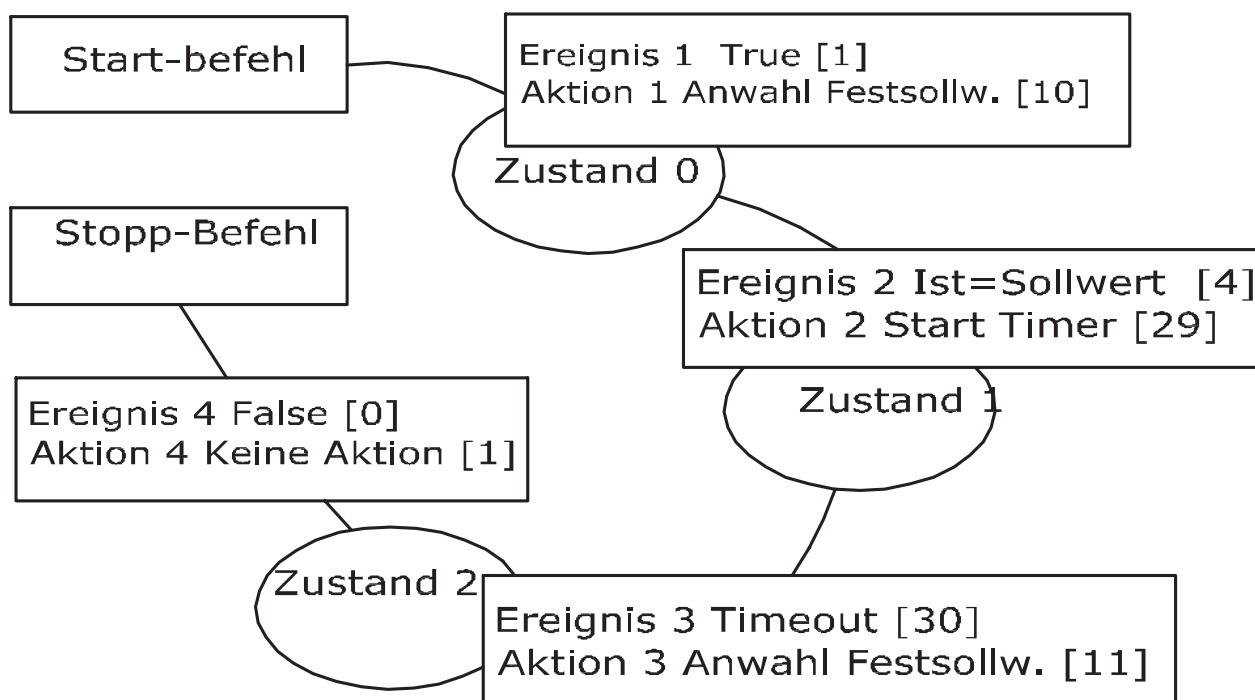 Start-befehl
Ereignis 1 True [1]
Aktion 1 Anwahl Festsollw. [10]
Zustand 0
Stopp-Befehl
Ereignis 2 Ist=Sollwert [4]
Aktion 2 Start Timer [29]
Zustand 1
Ereignis 4 False [0]
Aktion 4 Keine Aktion [1]
Zustand 2
Ereignis 3 Timeout [30]
Aktion 3 Anwahl Festsollw. [11]